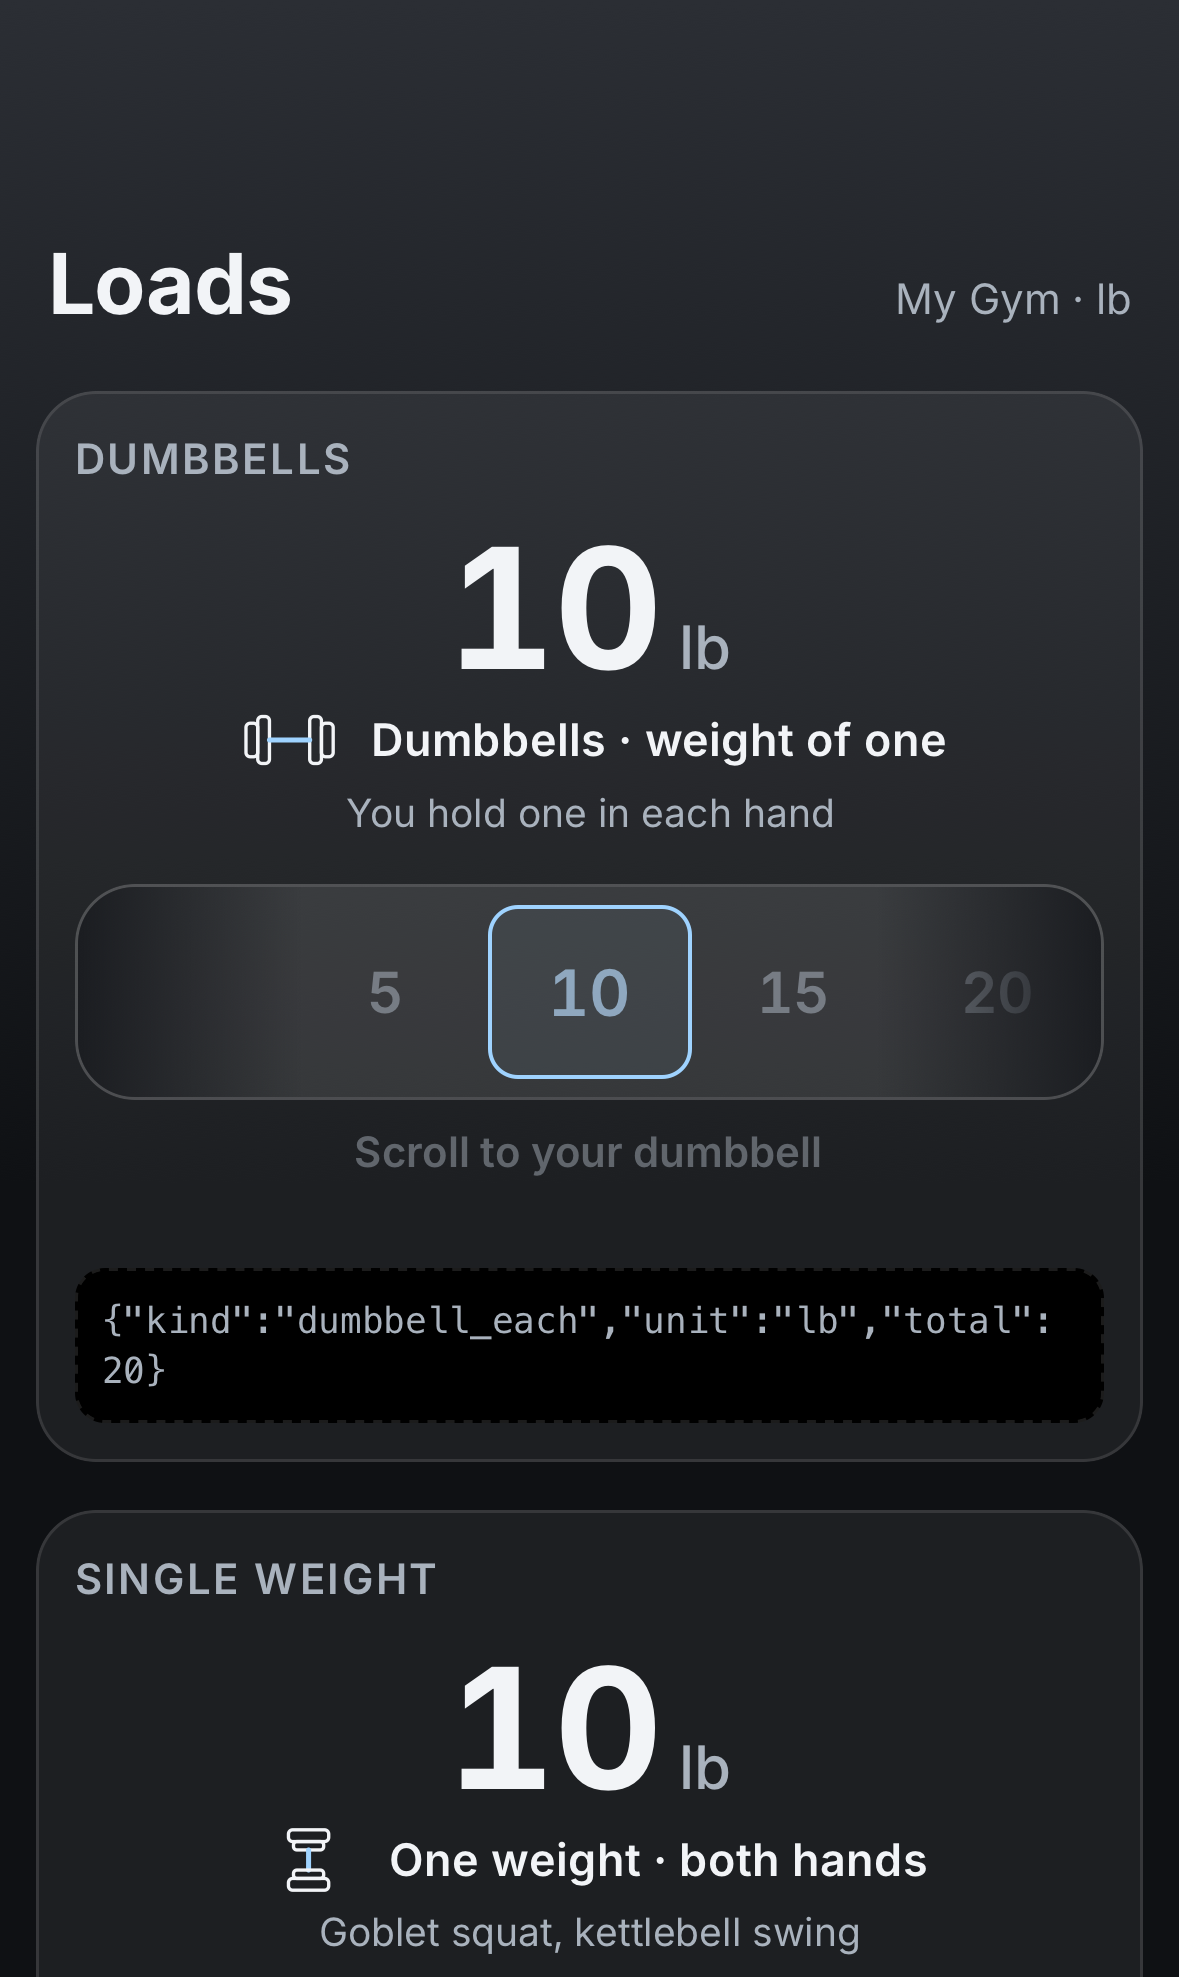 Loads
My Gym · lb
DUMBBELLS
10 lb
Dumbbells · weight of one
You hold one in each hand
5 10 15 20
Scroll to your dumbbell
{"kind":"dumbbell_each","unit":"lb","total":
20}
SINGLE WEIGHT
10 lb
One weight · both hands
Goblet squat, kettlebell swing